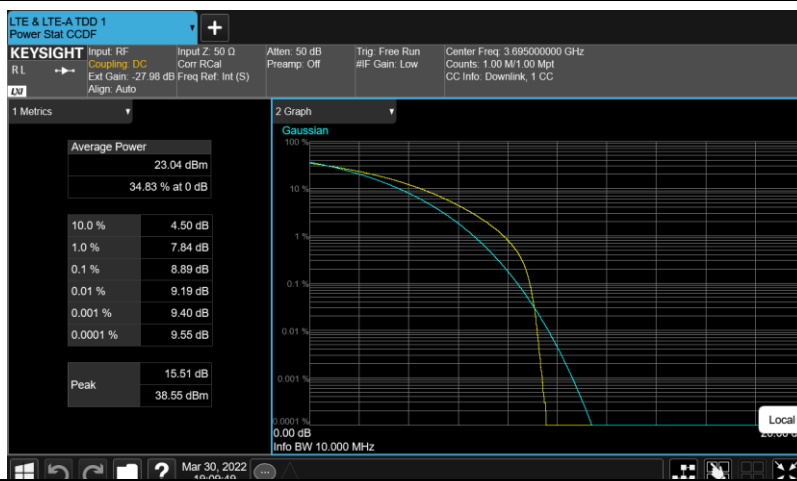 LTE & LTE-A TDD 1
Power Stat CCDF
KEYSIGHT
RL
LXI
Input: RF
Coupling: DC
Ext Gain: -27.98 dB
Align: Auto
Input Z: 50 Ω
Corr RCal
Freq Ref: Int (S)
Atten: 50 dB
Preamp: Off
Trig: Free Run
#IF Gain: Low
Center Freq: 3.695000000 GHz
Counts: 1.00 M/1.00 Mpt
CC Info: Downlink, 1 CC
1 Metrics
Average Power
23.04 dBm
34.83 % at 0 dB
10.0 % 4.50 dB
1.0 % 7.84 dB
0.1 % 8.89 dB
0.01 % 9.19 dB
0.001 % 9.40 dB
0.0001 % 9.55 dB
Peak
15.51 dB
38.55 dBm
2 Graph
Gaussian
100 %
10 %
1 %
0.1 %
0.01 %
0.001 %
0.0001 %
0.00 dB
Info BW 10.000 MHz
Local
?
Mar 30, 2022